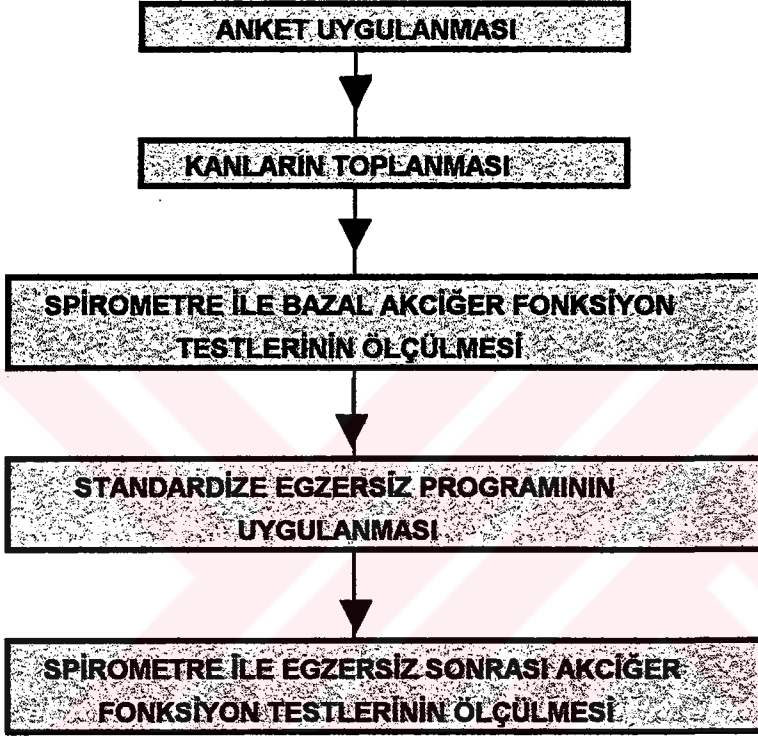 ANKET UYGULANMASI
KANLARIN TOPLANMASI
SPİROMETRE İLE BAZAL AKCİĞER FONKSİYON
TESTLERİNİN ÖLÇÜLMESİ
STANDARDİZE EGZERSİZ PROGRAMININ
UYGULANMASI
SPİROMETRE İLE EGZERSİZ SONRASI AKCİĞER
FONKSİYON TESTLERİNİN ÖLÇÜLMESİ